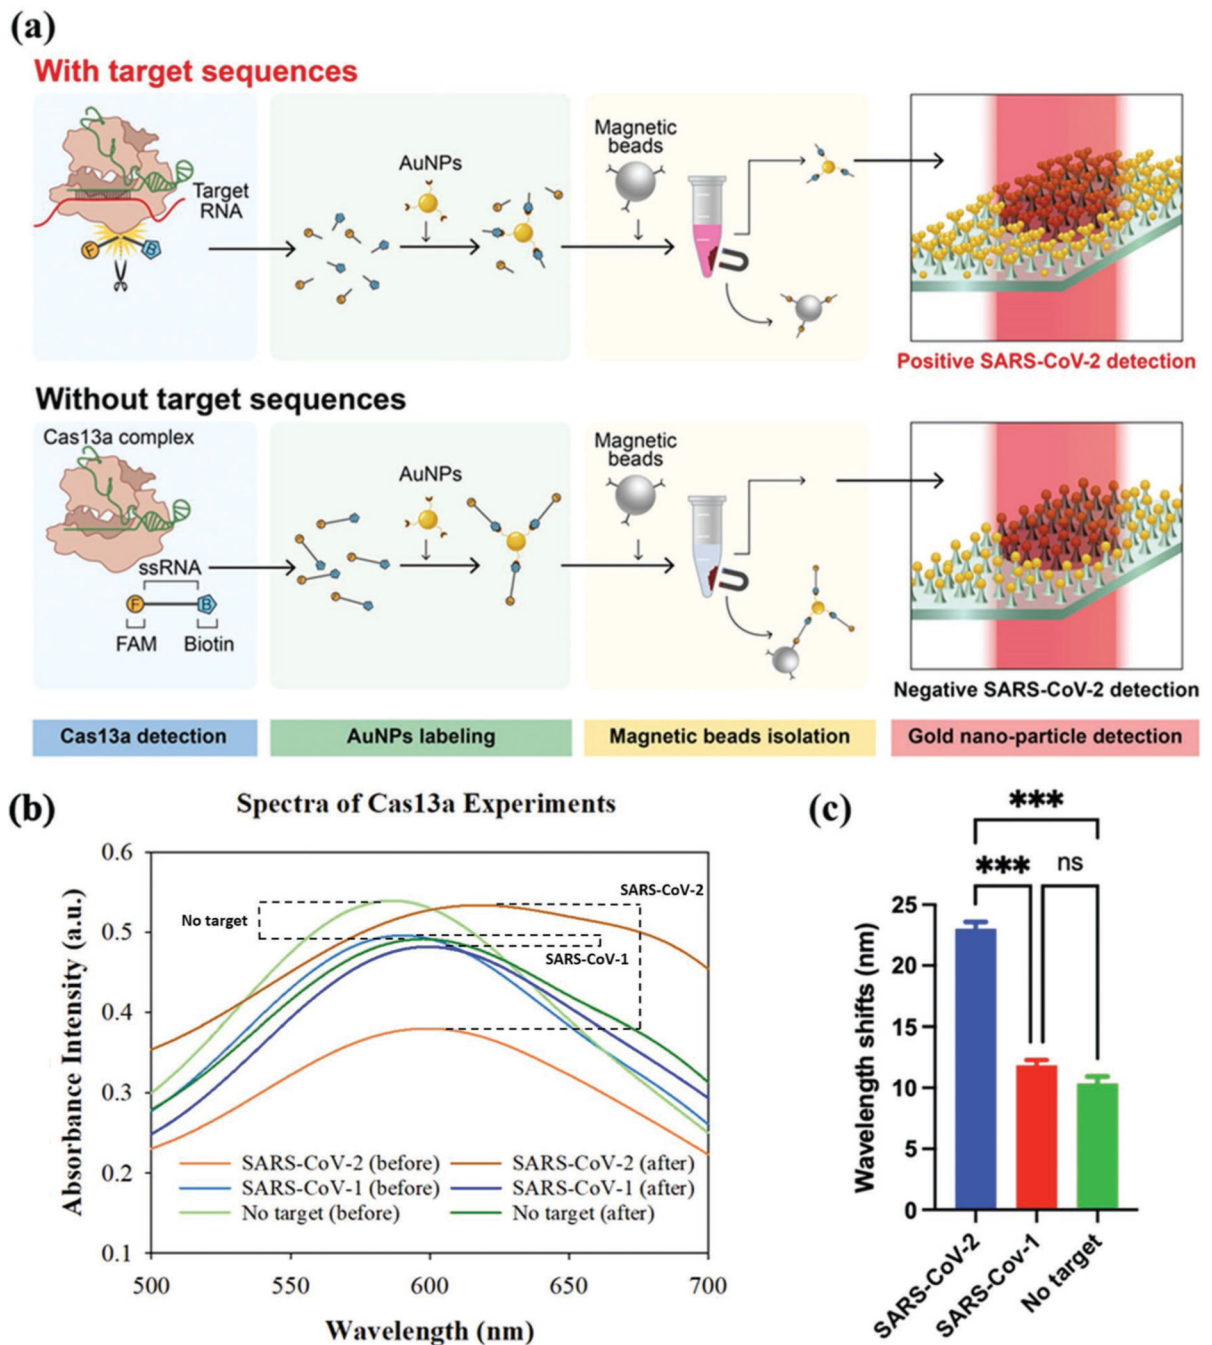 (a)
With target sequences
Target
RNA
F
B
AuNPs
Magnetic
beads
Positive SARS-CoV-2 detection
Without target sequences
Cas13a complex
ssRNA
F
B
FAM
Biotin
AuNPs
Magnetic
beads
Negative SARS-CoV-2 detection
Cas13a detection
AuNPs labeling
Magnetic beads isolation
Gold nano-particle detection
(b)
Spectra of Cas13a Experiments
Absorbance Intensity (a.u.)
0.6
0.5
0.4
0.3
0.2
0.1
No target
SARS-CoV-2
SARS-CoV-1
SARS-CoV-2 (before)
SARS-CoV-2 (after)
SARS-CoV-1 (before)
SARS-CoV-1 (after)
No target (before)
No target (after)
500
550
600
650
700
Wavelength (nm)
(c)
***
***
ns
Wavelength shifts (nm)
25
20
15
10
5
0
SARS-CoV-2
SARS-Cov-1
No target